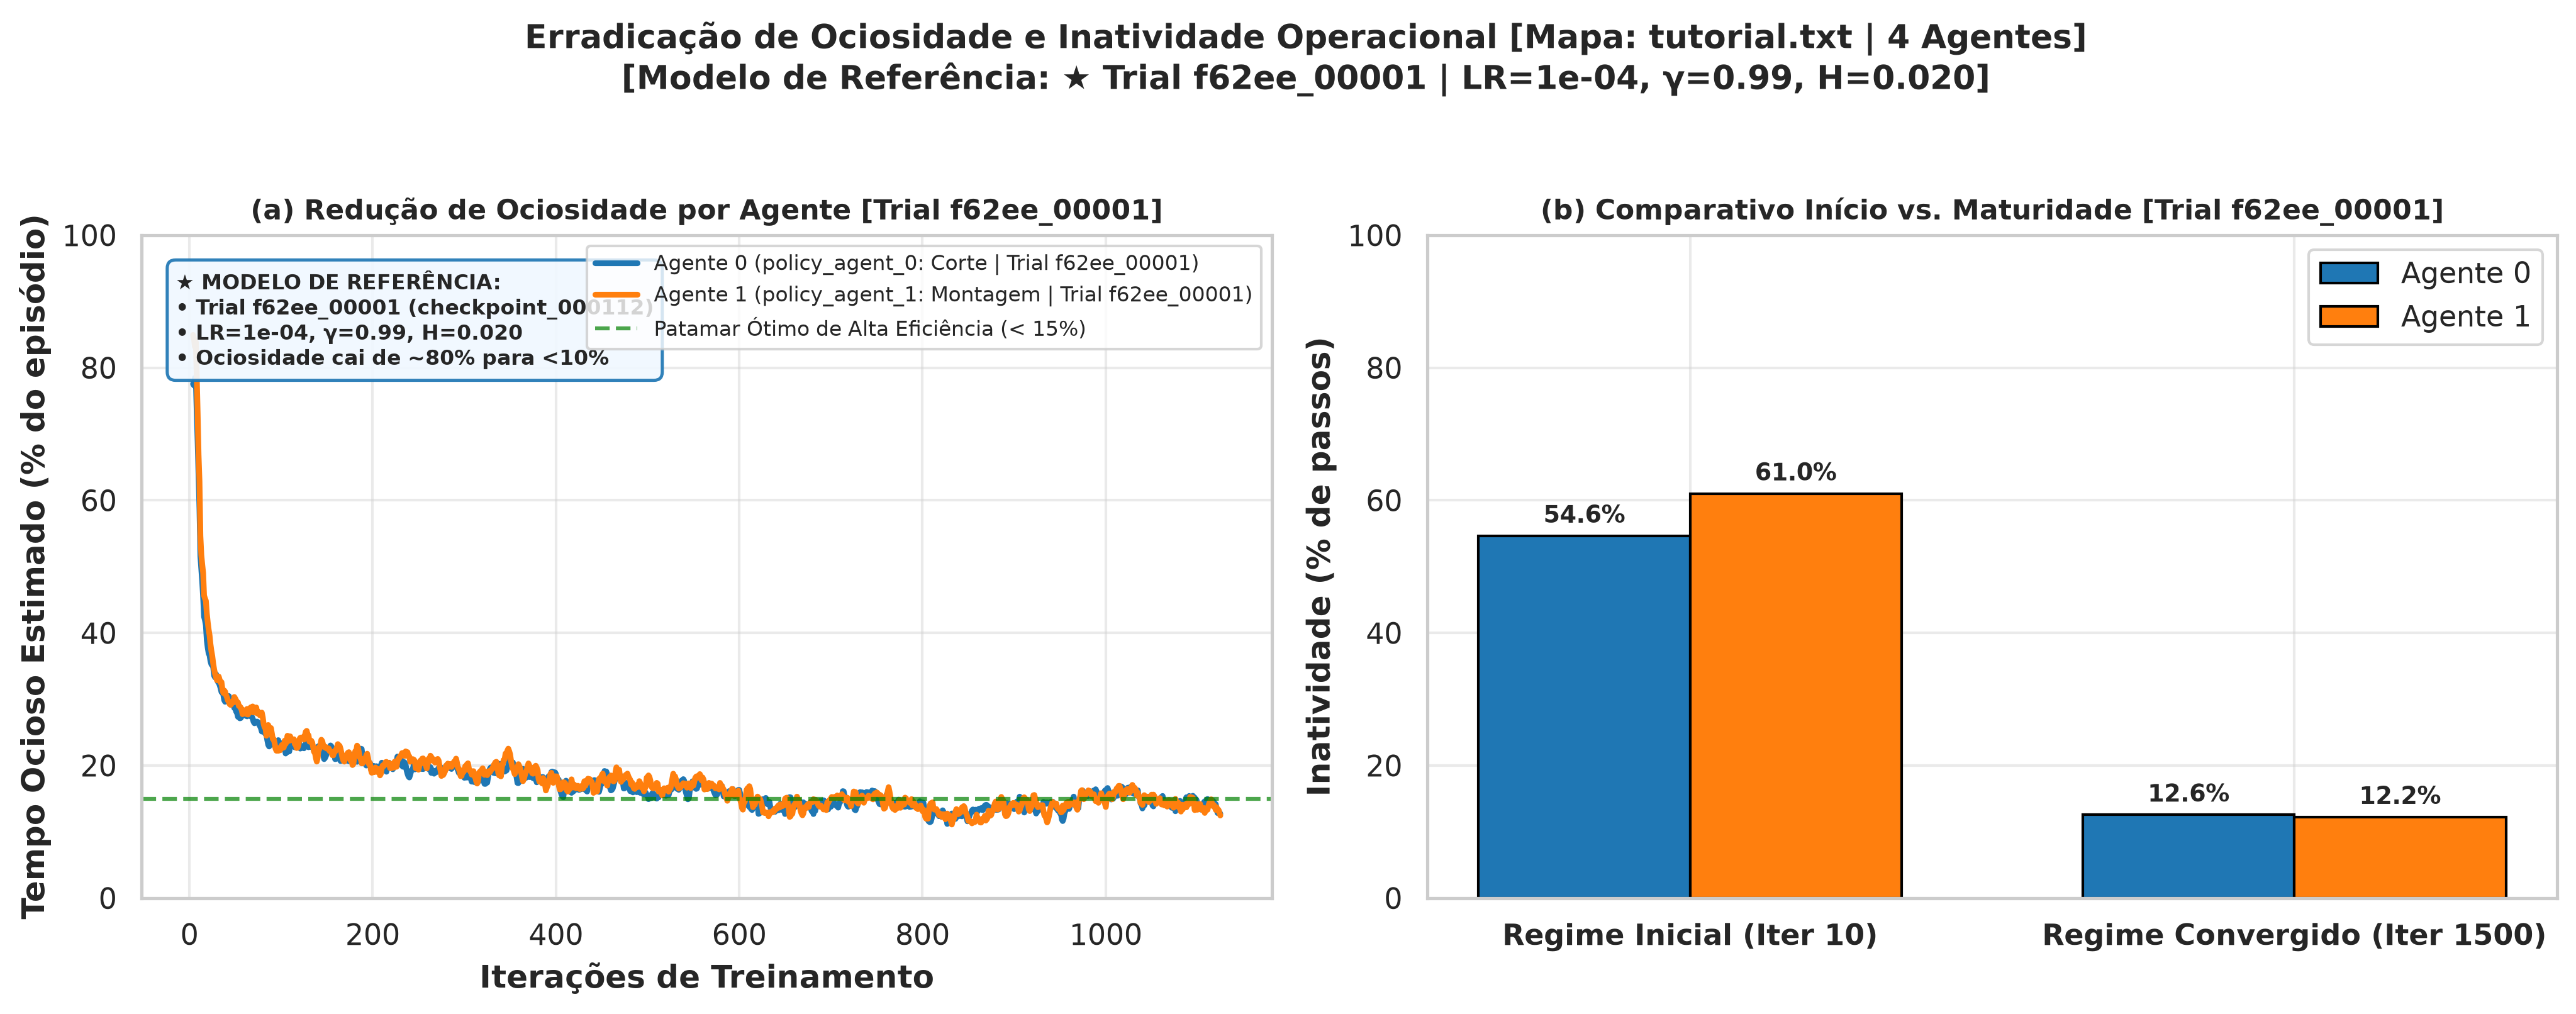 Erradicação de Ociosidade e Inatividade Operacional [Mapa: tutorial.txt | 4 Agentes]
[Modelo de Referência: ★ Trial f62ee_00001 | LR=1e-04, γ=0.99, H=0.020]
(a) Redução de Ociosidade por Agente [Trial f62ee_00001]
Tempo Ocioso Estimado (% do episódio)
100
80
60
40
20
0
★ MODELO DE REFERÊNCIA:
• Trial f62ee_00001 (checkpoint_000112)
• LR=1e-04, γ=0.99, H=0.020
• Ociosidade cai de ~80% para <10%
Agente 0 (policy_agent_0: Corte | Trial f62ee_00001)
Agente 1 (policy_agent_1: Montagem | Trial f62ee_00001)
Patamar Ótimo de Alta Eficiência (< 15%)
0 200 400 600 800 1000
Iterações de Treinamento
(b) Comparativo Início vs. Maturidade [Trial f62ee_00001]
Inatividade (% de passos)
100
80
60
40
20
0
Agente 0
Agente 1
54.6%
61.0%
12.6%
12.2%
Regime Inicial (Iter 10)
Regime Convergido (Iter 1500)